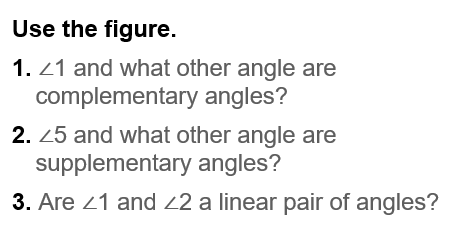 Use the figure.
1. ∠1 and what other angle are
complementary angles?
2. ∠5 and what other angle are
supplementary angles?
3. Are ∠1 and ∠2 a linear pair of angles?